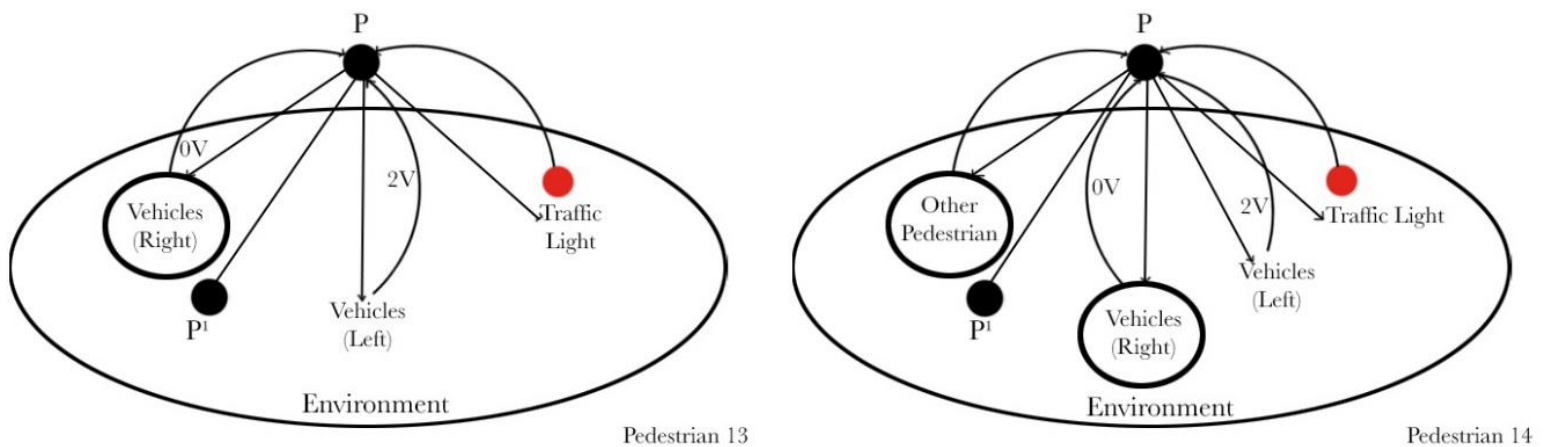 P
0V
2V
Vehicles
(Right)
Traffic
Light
P¹
Vehicles
(Left)
Environment
Pedestrian 13
P
0V
2V
Other
Pedestrian
Traffic Light
Vehicles
(Left)
P¹
Vehicles
(Right)
Environment
Pedestrian 14